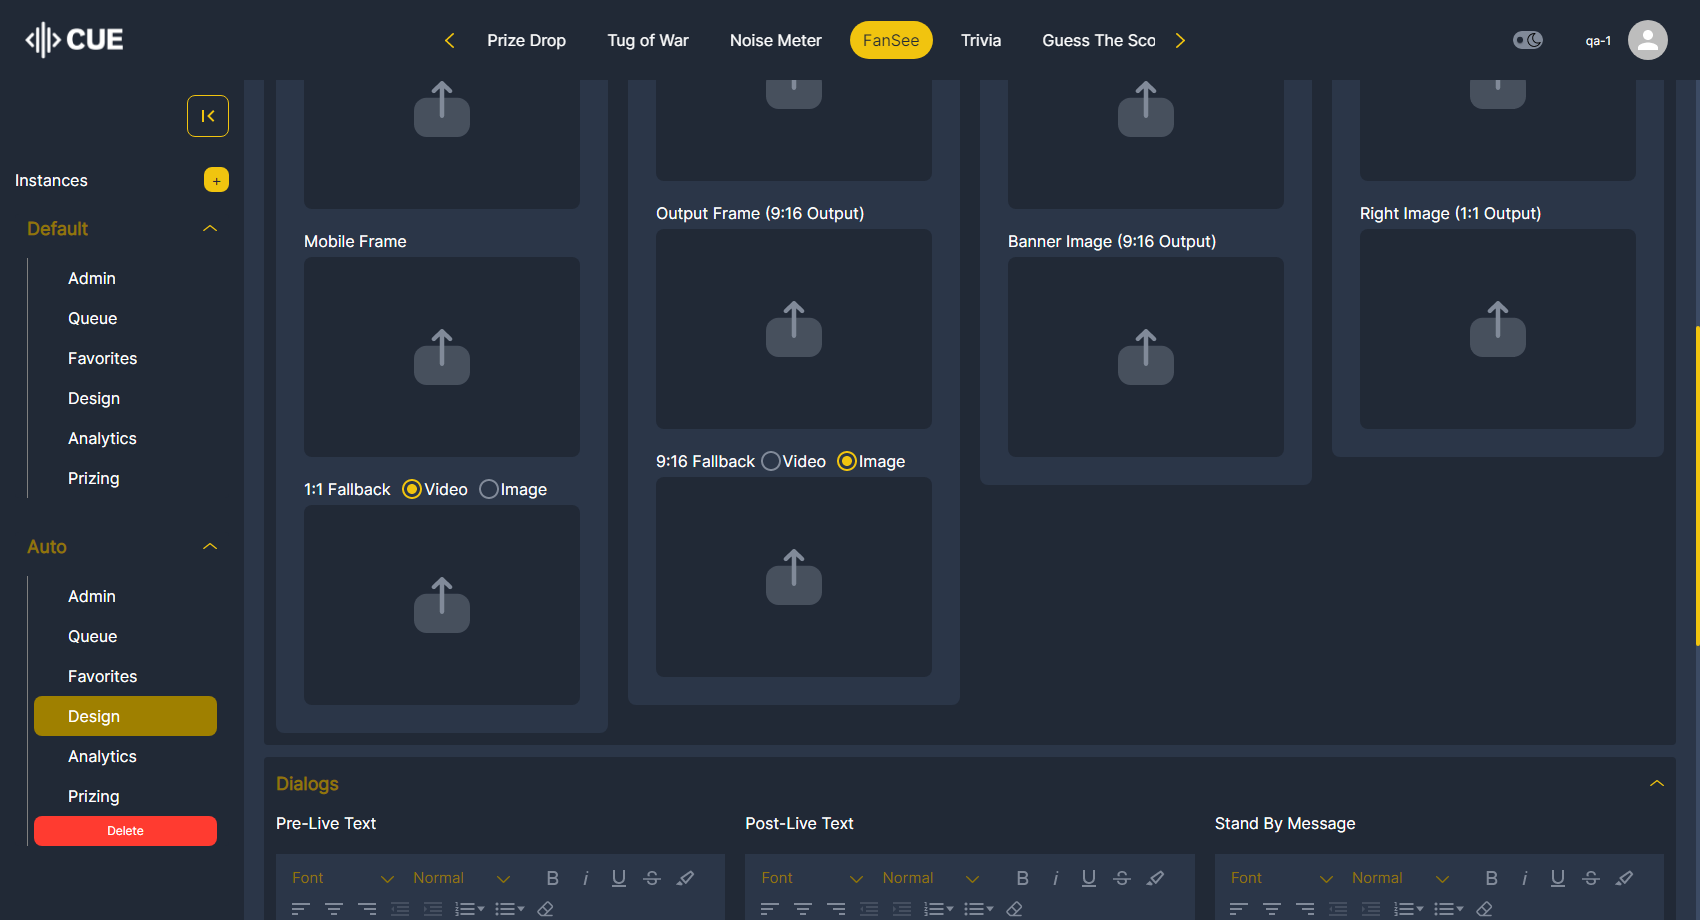 CUE
Prize Drop
Tug of War
Noise Meter
FanSee
Trivia
Guess The Sco
qa-1
Instances
+
Default
Admin
Queue
Favorites
Design
Analytics
Prizing
Auto
Admin
Queue
Favorites
Design
Analytics
Prizing
Delete
Mobile Frame
1:1 Fallback Video Image
Output Frame (9:16 Output)
9:16 Fallback Video Image
Banner Image (9:16 Output)
Right Image (1:1 Output)
Dialogs
Pre-Live Text
Font Normal B i U S
Post-Live Text
Font Normal B i U S
Stand By Message
Font Normal B i U S